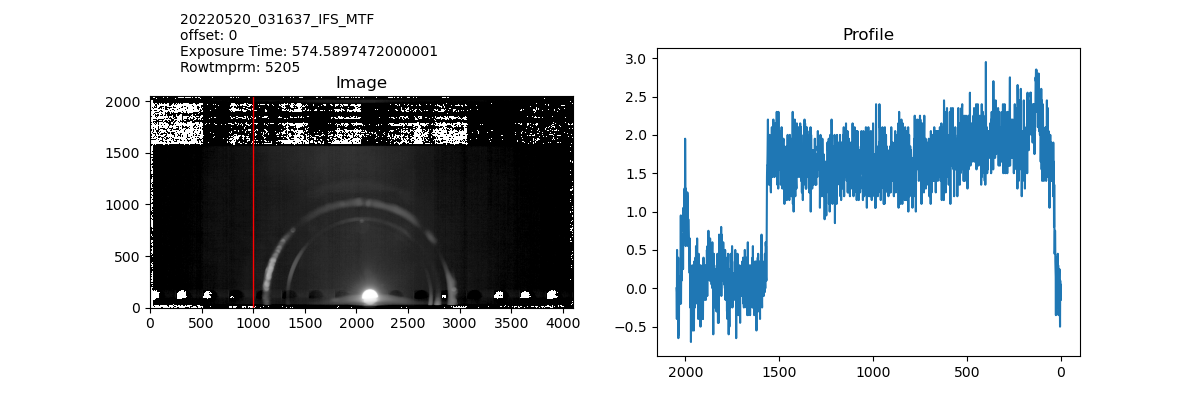 20220520_031637_IFS_MTF
offset: 0
Exposure Time: 574.5897472000001
Rowtmprm: 5205
Image
2000
1500
1000
500
0
0 500 1000 1500 2000 2500 3000 3500 4000
Profile
3.0
2.5
2.0
1.5
1.0
0.5
0.0
−0.5
2000 1500 1000 500 0